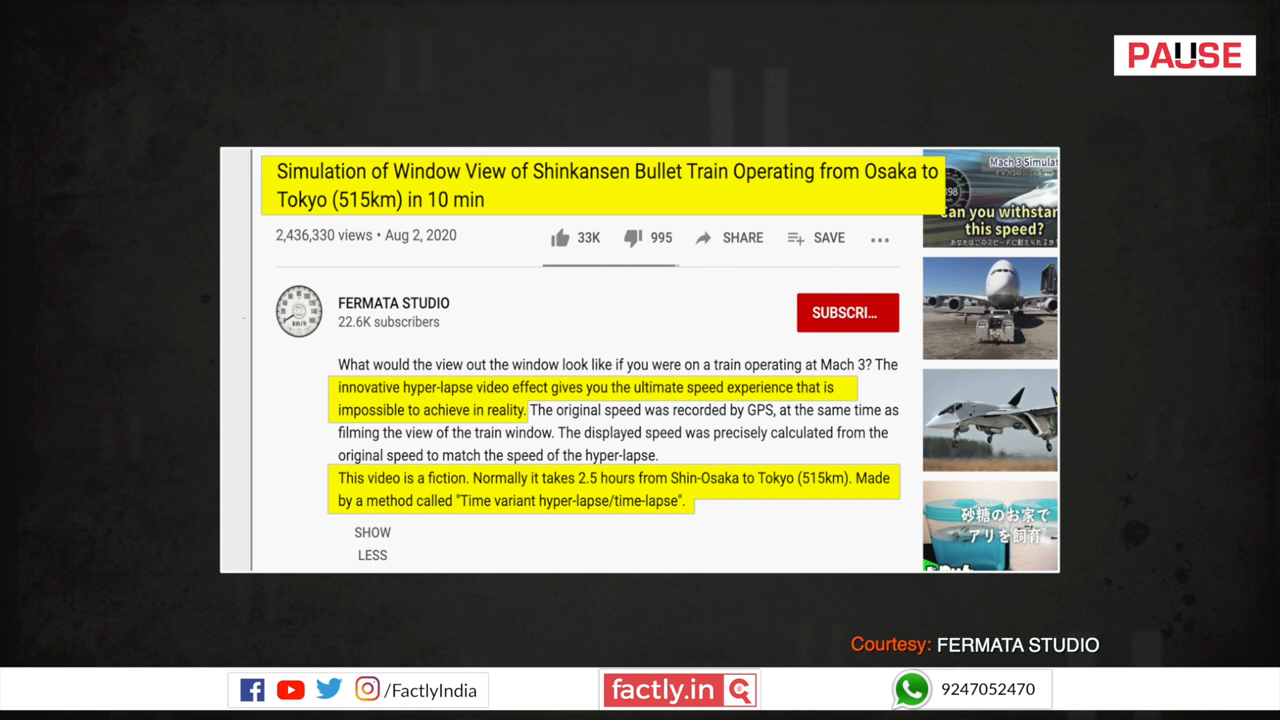 PAUSE
Simulation of Window View of Shinkansen Bullet Train Operating from Osaka to
Tokyo (515km) in 10 min
2,436,330 views • Aug 2, 2020
33K
995
SHARE
SAVE
FERMATA STUDIO
22.6K subscribers
SUBSCRI...
What would the view out the window look like if you were on a train operating at Mach 3? The
innovative hyper-lapse video effect gives you the ultimate speed experience that is
impossible to achieve in reality. The original speed was recorded by GPS, at the same time as
filming the view of the train window. The displayed speed was precisely calculated from the
original speed to match the speed of the hyper-lapse.
This video is a fiction. Normally it takes 2.5 hours from Shin-Osaka to Tokyo (515km). Made
by a method called "Time variant hyper-lapse/time-lapse".
SHOW
LESS
Mach 3 Simulat
Can you withstan
this speed?
砂糖のお家で
アリを飼育
Courtesy: FERMATA STUDIO
/FactlyIndia
factly.in
9247052470